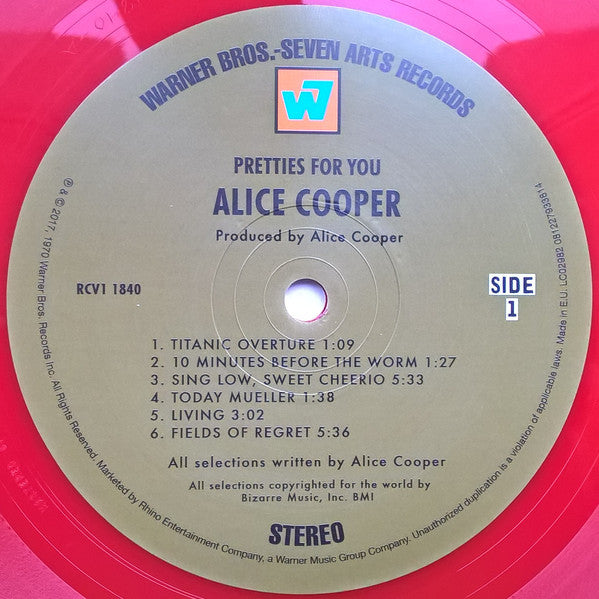 WARNER BROS.-SEVEN ARTS RECORDS
W7
PRETTIES FOR YOU
ALICE COOPER
Produced by Alice Cooper
RCV1 1840
SIDE
1
1. TITANIC OVERTURE 1:09
2. 10 MINUTES BEFORE THE WORM 1:27
3. SING LOW, SWEET CHEERIO 5:33
4. TODAY MUELLER 1:38
5. LIVING 3:02
6. FIELDS OF REGRET 5:36
All selections written by Alice Cooper
All selections copyrighted for the world by
Bizarre Music, Inc. BMI
STEREO
℗ & © 2017, 1970 Warner Bros. Records Inc. All Rights Reserved. Marketed by Rhino Entertainment Company, a Warner Music Group Company. Unauthorized duplication is a violation of applicable laws. Made in E.U. LC02982 081227933814